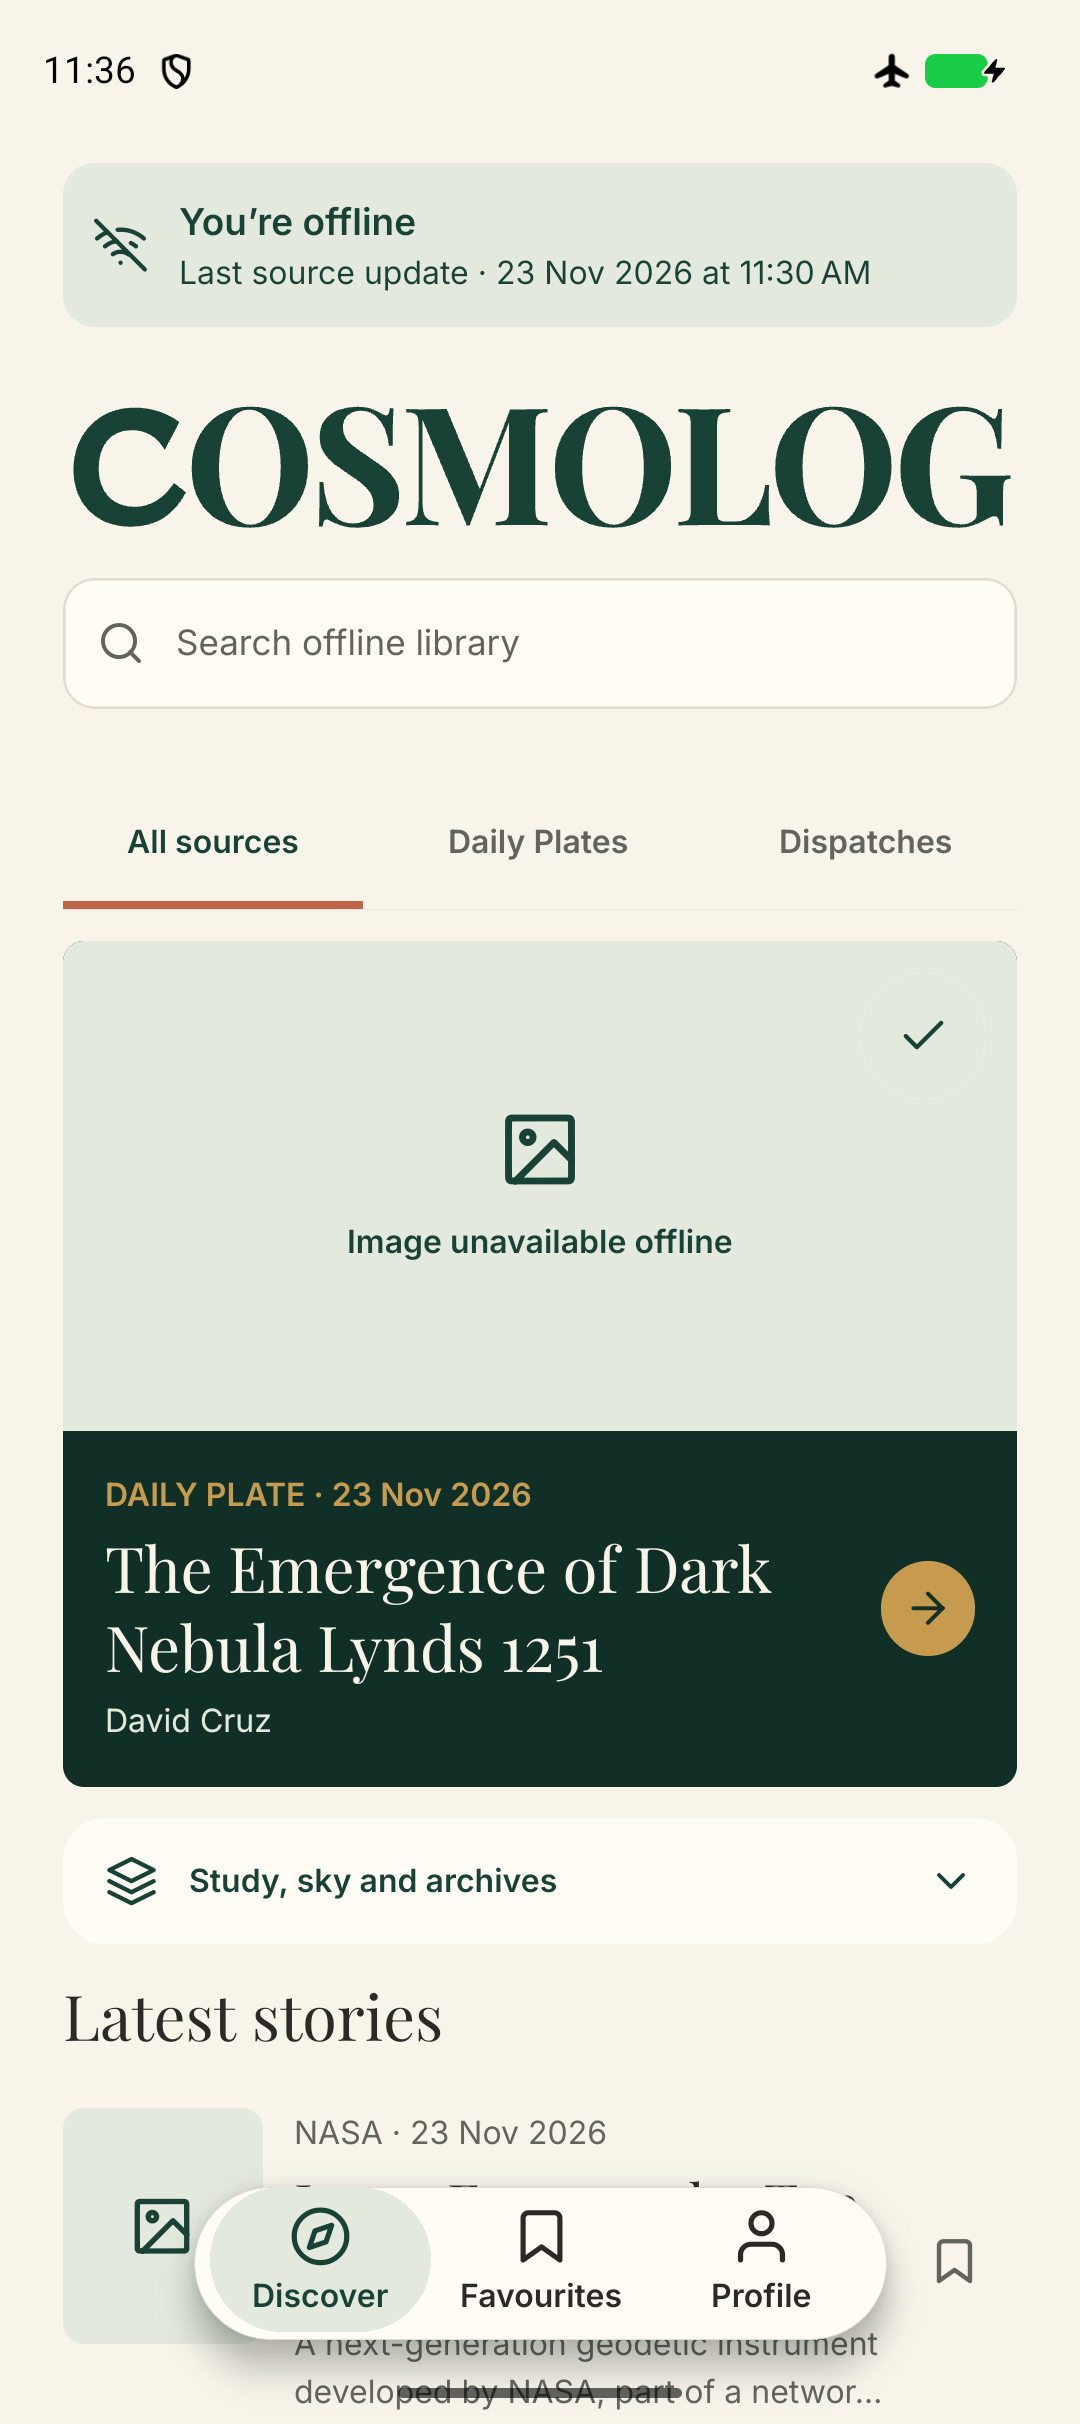 11:36
You're offline
Last source update · 23 Nov 2026 at 11:30 AM
COSMOLOG
Search offline library
All sources
Daily Plates
Dispatches
Image unavailable offline
DAILY PLATE · 23 Nov 2026
The Emergence of Dark
Nebula Lynds 1251
David Cruz
Study, sky and archives
Latest stories
NASA · 23 Nov 2026
Discover
Favourites
Profile
A next-generation geodetic instrument
developed by NASA, part of a networ...